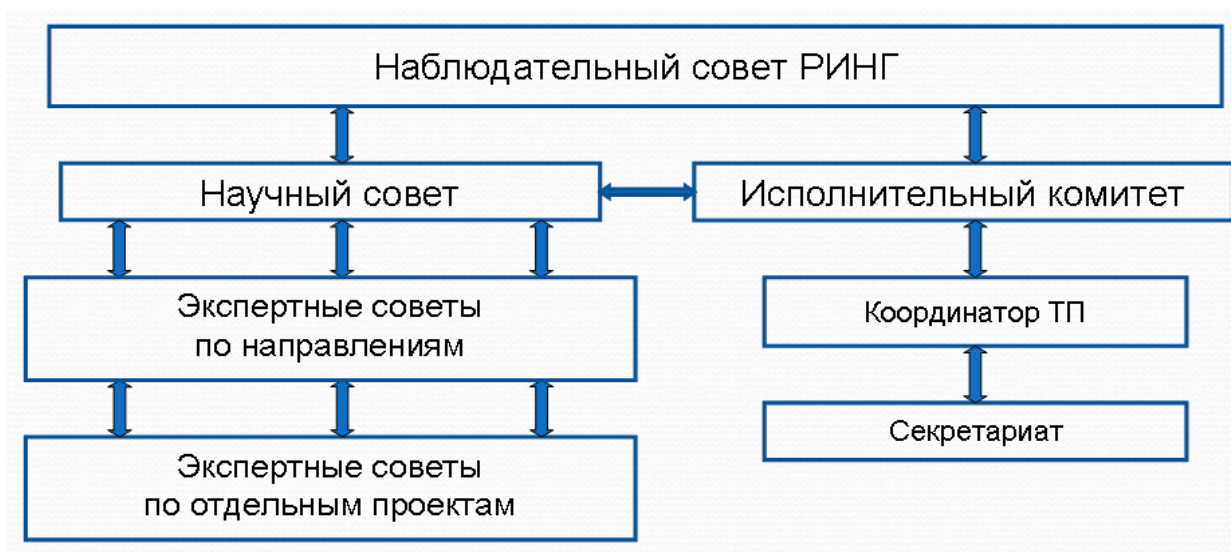 Наблюдательный совет РИНГ
Научный совет
Исполнительный комитет
Экспертные советы
по направлениям
Координатор ТП
Секретариат
Экспертные советы
по отдельным проектам